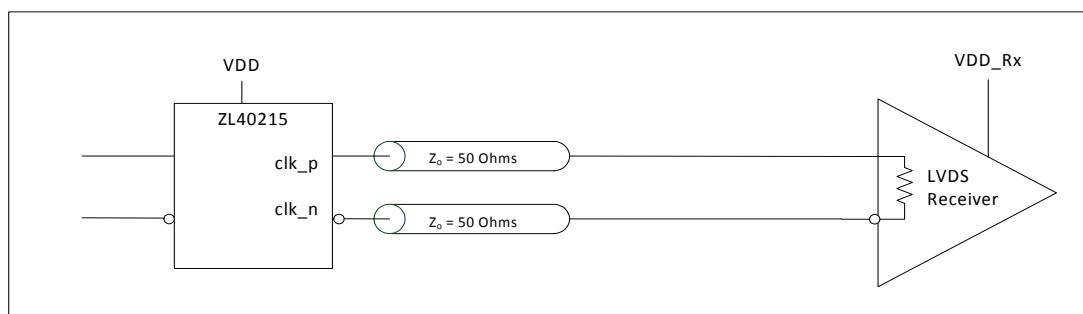 VDD
VDD_Rx
ZL40215
clk_p
Zₒ = 50 Ohms
LVDS
Receiver
clk_n
Zₒ = 50 Ohms